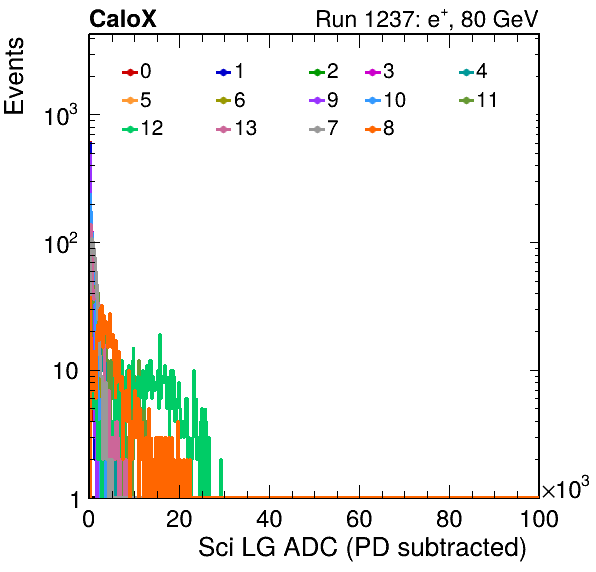 CaloX Run 1237: e⁺, 80 GeV
Events
0 1 2 3 4
5 6 9 10 11
12 13 7 8
10³
10²
10
1
0 20 40 60 80 100
×10³
Sci LG ADC (PD subtracted)